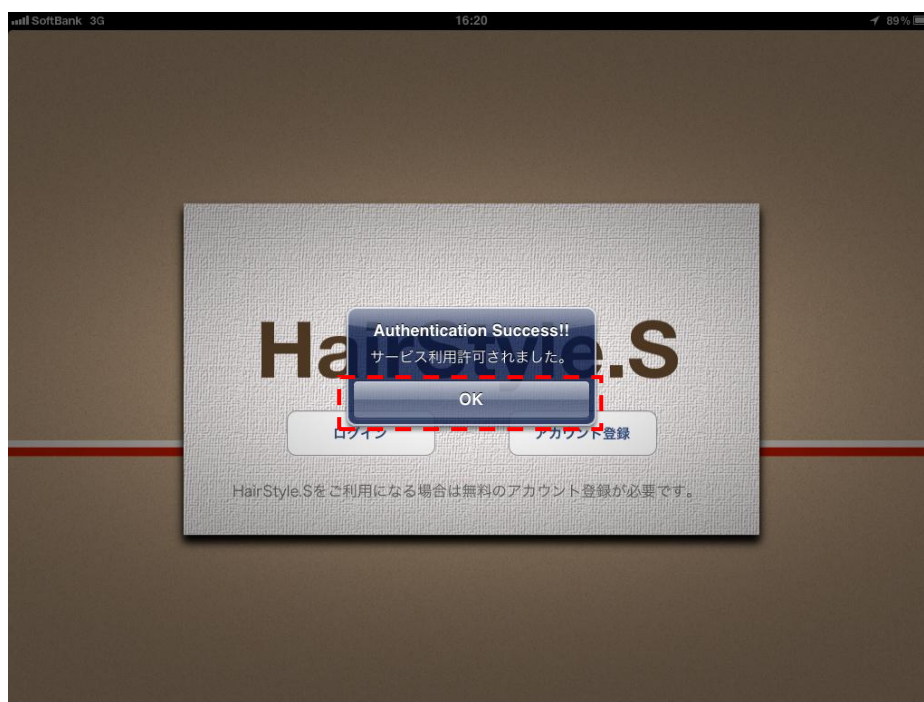 SoftBank 3G 16:20 89%
HairStyle.S
Authentication Success!!
サービス利用許可されました。
OK
ログイン アカウント登録
HairStyle.Sをご利用になる場合は無料のアカウント登録が必要です。